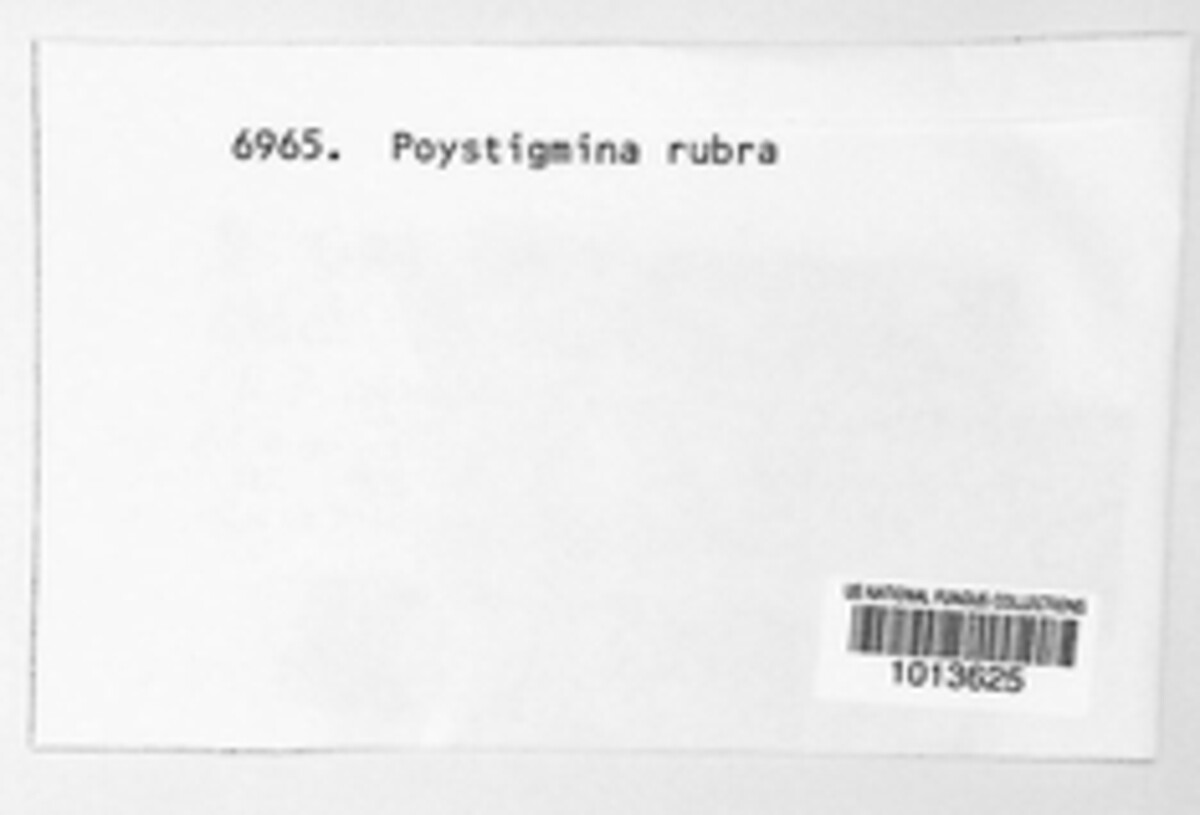 6965. Poystigmina rubra
US NATIONAL FUNGUS COLLECTIONS
1013625